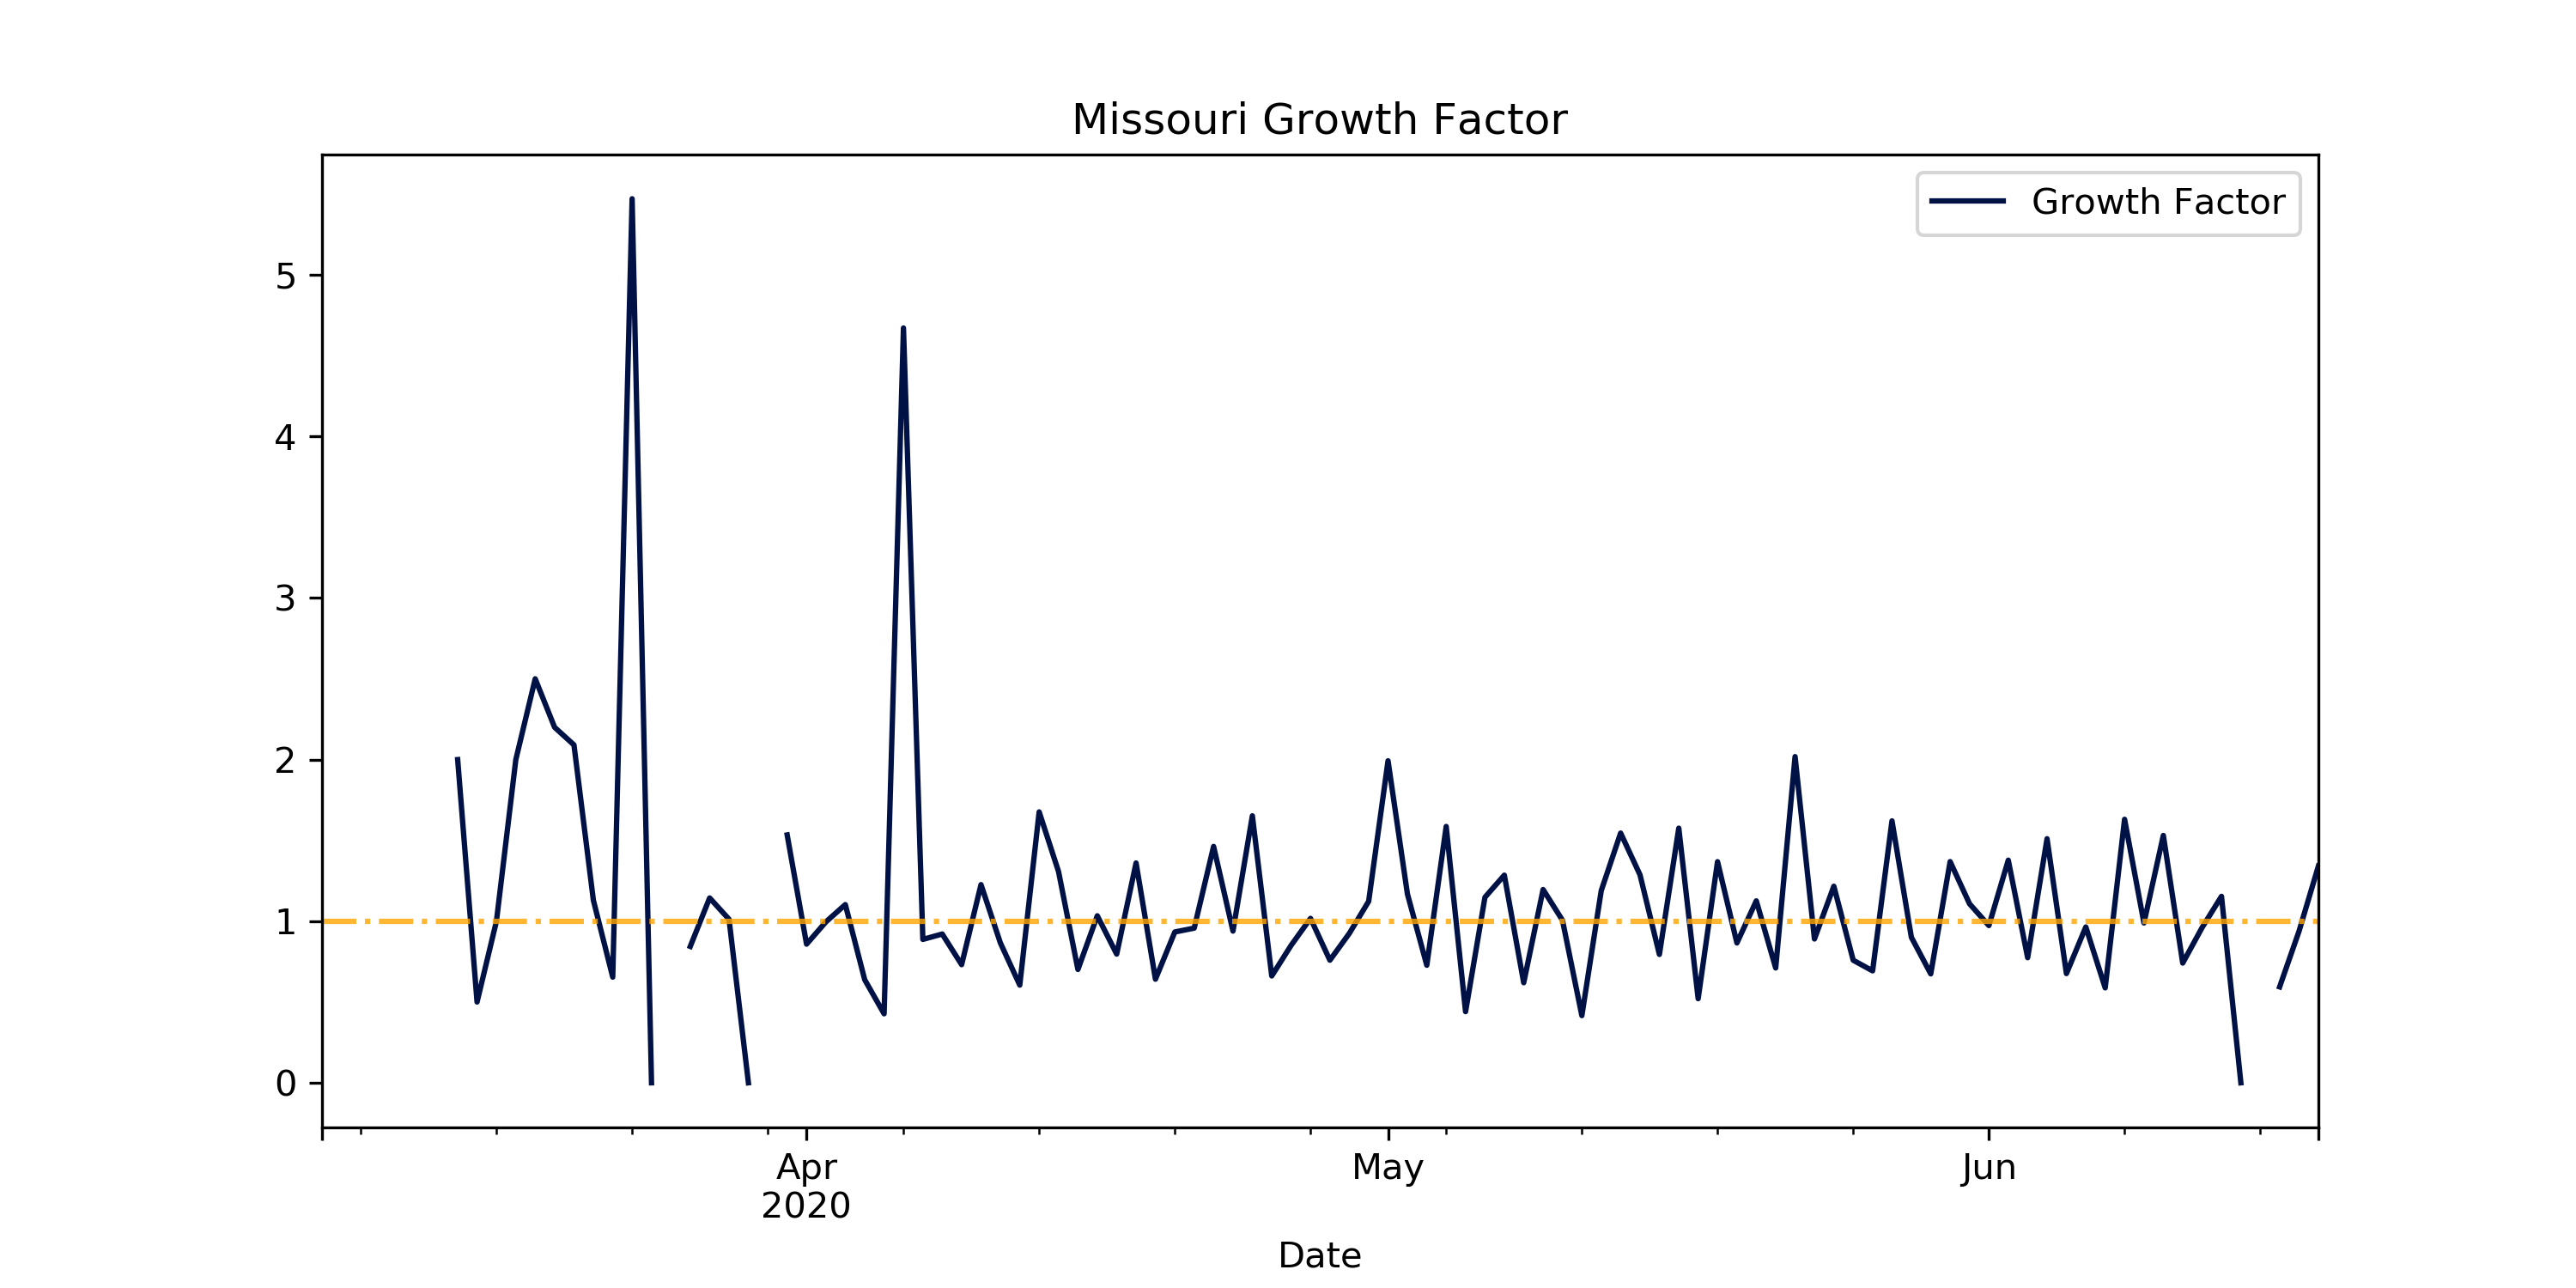 Missouri Growth Factor
Growth Factor
5
4
3
2
1
0
Apr
2020
May
Jun
Date